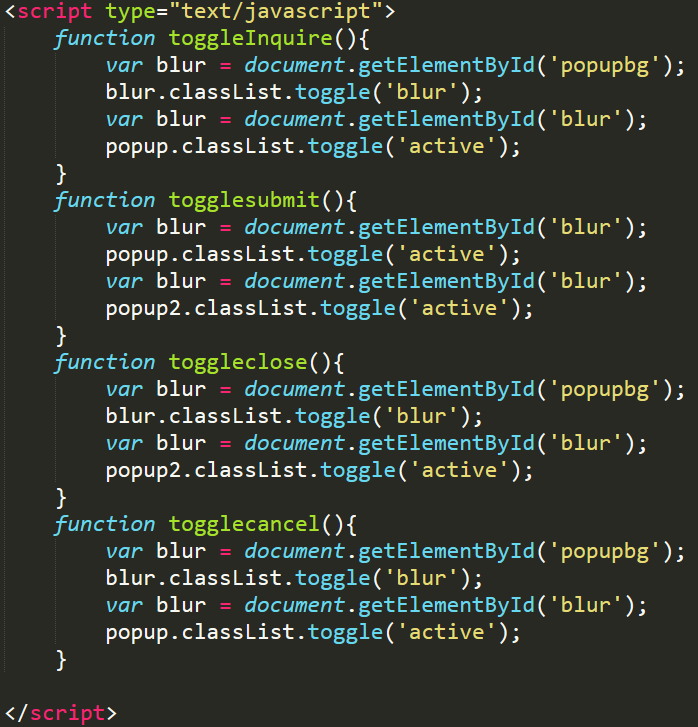 <script type="text/javascript">
    function toggleInquire(){
        var blur = document.getElementById('popupbg');
        blur.classList.toggle('blur');
        var blur = document.getElementById('blur');
        popup.classList.toggle('active');
    }
    function togglesubmit(){
        var blur = document.getElementById('blur');
        popup.classList.toggle('active');
        var blur = document.getElementById('blur');
        popup2.classList.toggle('active');
    }
    function toggleclose(){
        var blur = document.getElementById('popupbg');
        blur.classList.toggle('blur');
        var blur = document.getElementById('blur');
        popup2.classList.toggle('active');
    }
    function togglecancel(){
        var blur = document.getElementById('popupbg');
        blur.classList.toggle('blur');
        var blur = document.getElementById('blur');
        popup.classList.toggle('active');
    }
</script>